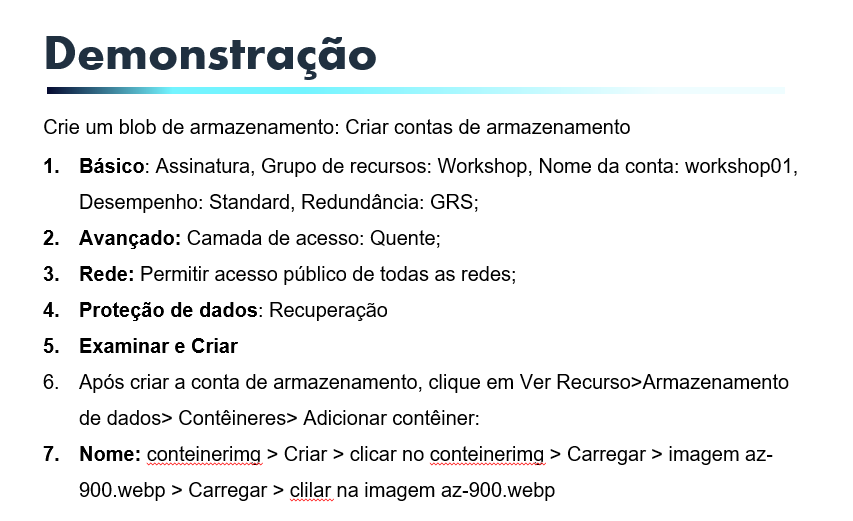 Demonstração
Crie um blob de armazenamento: Criar contas de armazenamento
1. Básico: Assinatura, Grupo de recursos: Workshop, Nome da conta: workshop01,
Desempenho: Standard, Redundância: GRS;
2. Avançado: Camada de acesso: Quente;
3. Rede: Permitir acesso público de todas as redes;
4. Proteção de dados: Recuperação
5. Examinar e Criar
6. Após criar a conta de armazenamento, clique em Ver Recurso>Armazenamento
de dados> Contêineres> Adicionar contêiner:
7. Nome: conteinerimg > Criar > clicar no conteinerimg > Carregar > imagem az-
900.webp > Carregar > clilar na imagem az-900.webp